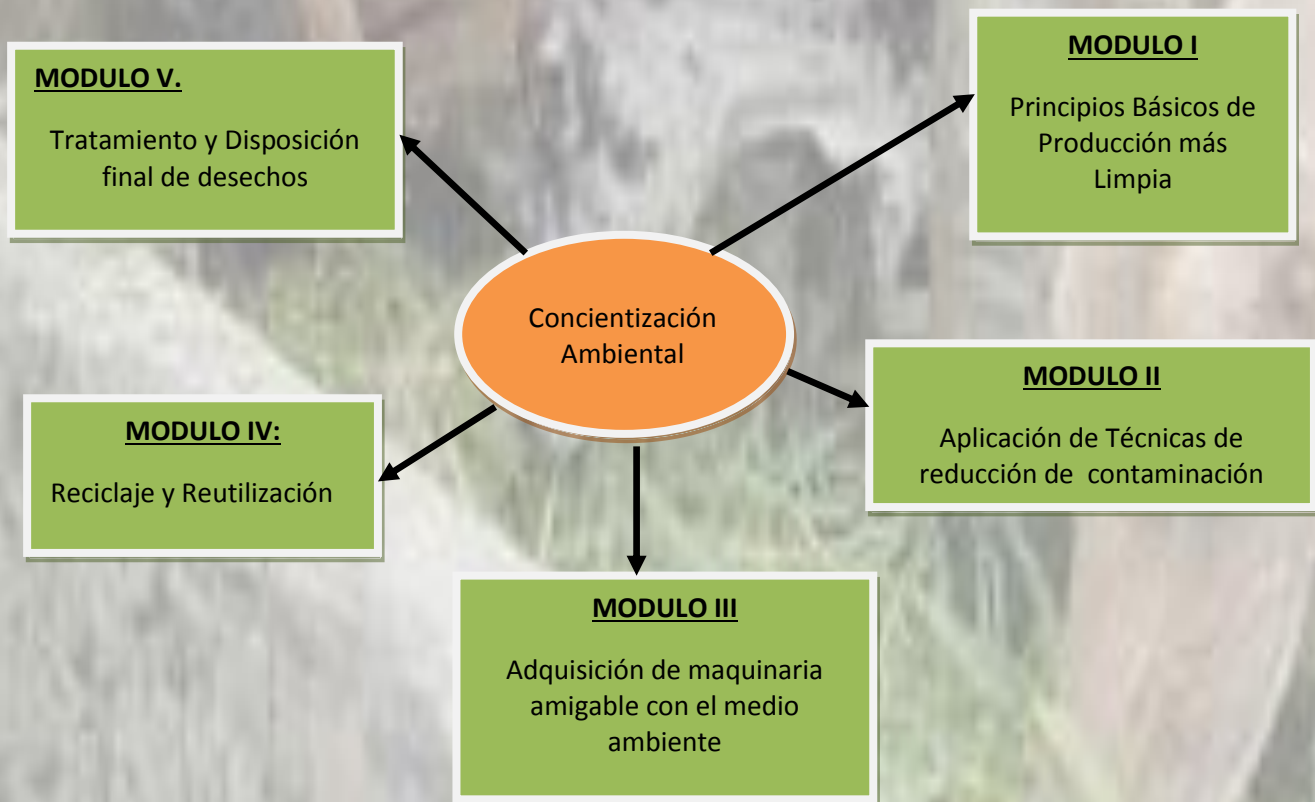 MODULO V.
Tratamiento y Disposición
final de desechos
MODULO I
Principios Básicos de
Producción más
Limpia
Concientización
Ambiental
MODULO II
Aplicación de Técnicas de
reducción de contaminación
MODULO IV:
Reciclaje y Reutilización
MODULO III
Adquisición de maquinaria
amigable con el medio
ambiente